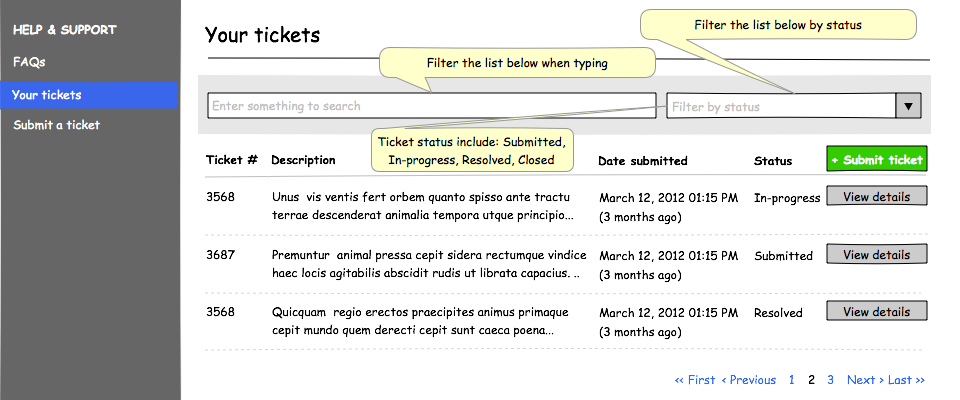 HELP & SUPPORT
FAQs
Your tickets
Submit a ticket
Your tickets
Filter the list below by status
Filter the list below when typing
Enter something to search
Filter by status
Ticket status include: Submitted,
In-progress, Resolved, Closed
Ticket # Description Date submitted Status + Submit ticket
3568 Unus vis ventis fert orbem quanto spisso ante tractu March 12, 2012 01:15 PM In-progress View details
terrae descenderat animalia tempora utque principio... (3 months ago)
3687 Premuntur animal pressa cepit sidera rectumque vindice March 12, 2012 01:15 PM Submitted View details
haec locis agitabilis abscidit rudis ut librata capacius. .. (3 months ago)
3568 Quicquam regio erectos praecipites animus primaque March 12, 2012 01:15 PM Resolved View details
cepit mundo quem derecti cepit sunt caeca poena... (3 months ago)
<< First < Previous 1 2 3 Next > Last >>